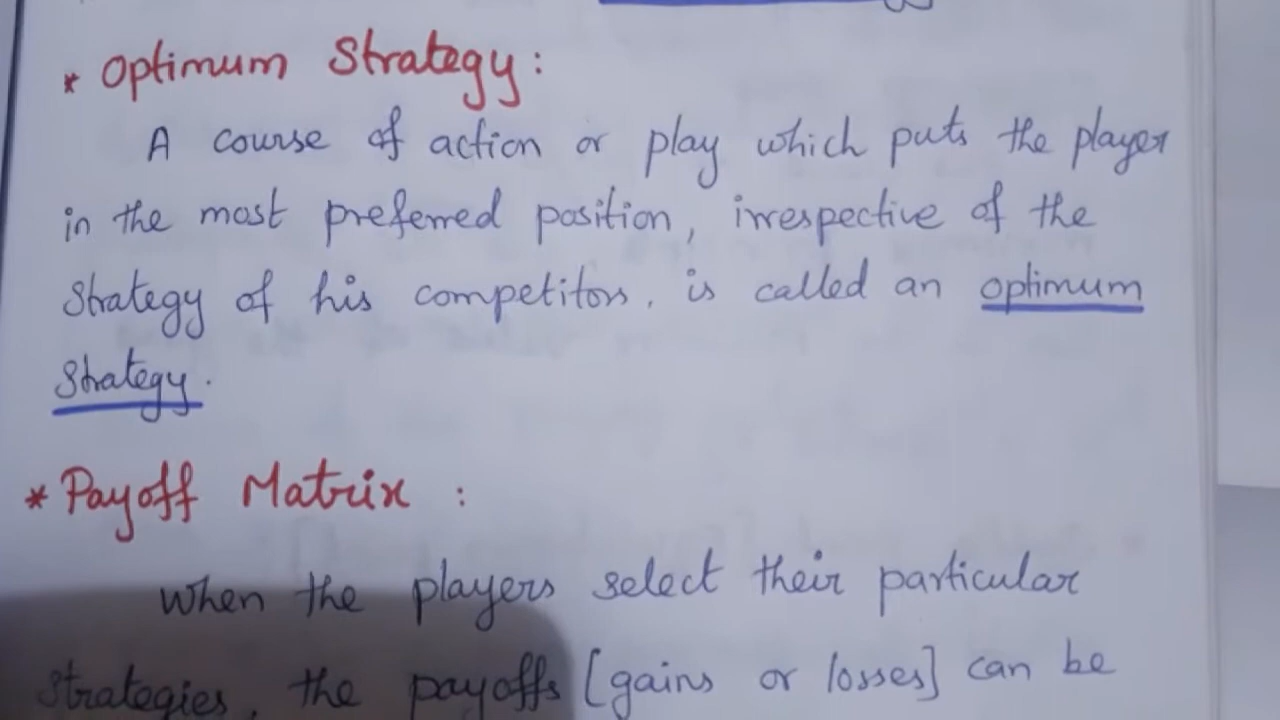 * Optimum Strategy:
A course of action or play which puts the player
in the most preferred position, irrespective of the
strategy of his competitors. is called an optimum
strategy.
* Payoff Matrix :
When the players select their particular
strategies, the payoffs [gains or losses] can be